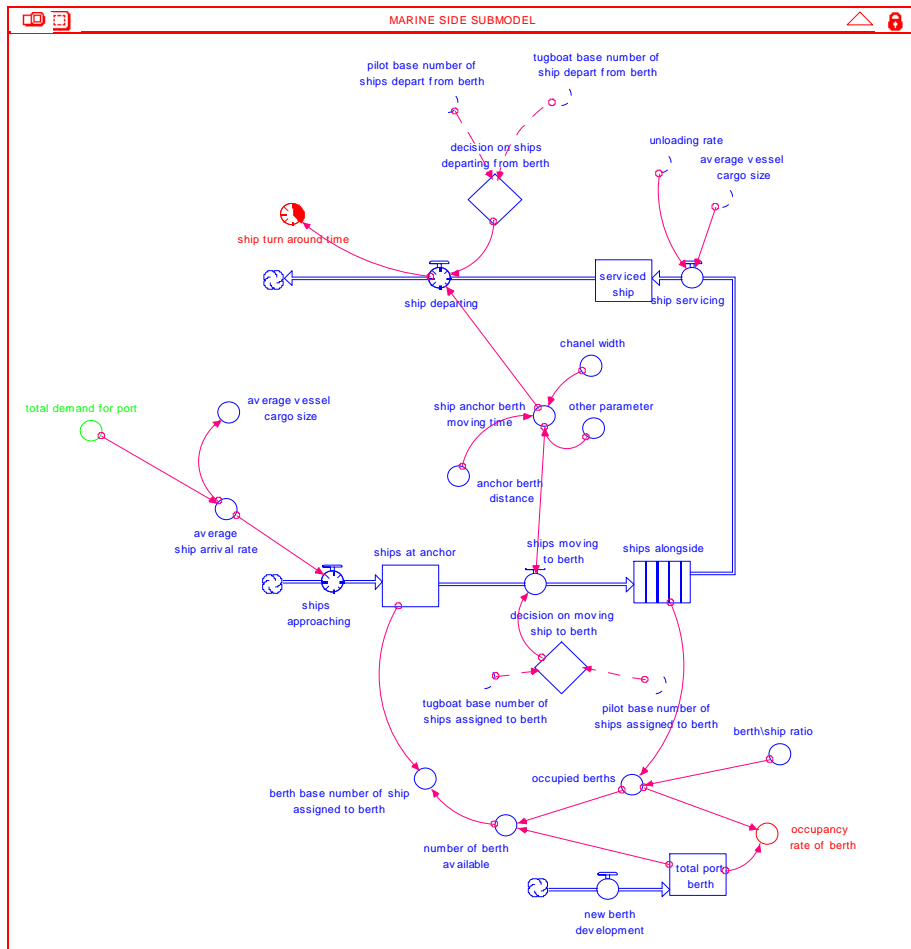 MARINE SIDE SUBMODEL
tugboat base number of
ship depart from berth
pilot base number of
ships depart from berth
decision on ships
departing from berth
unloading rate
average vessel
cargo size
ship turn around time
serviced
ship
ship departing
ship servicing
chanel width
average vessel
cargo size
total demand for port
ship anchor berth
moving time
other parameter
anchor berth
distance
average
ship arrival rate
ships at anchor
ships moving
to berth
ships alongside
ships
approaching
decision on moving
ship to berth
tugboat base number of
ships assigned to berth
pilot base number of
ships assigned to berth
berth\ship ratio
occupied berths
berth base number of ship
assigned to berth
number of berth
available
occupancy
rate of berth
total port
berth
new berth
development